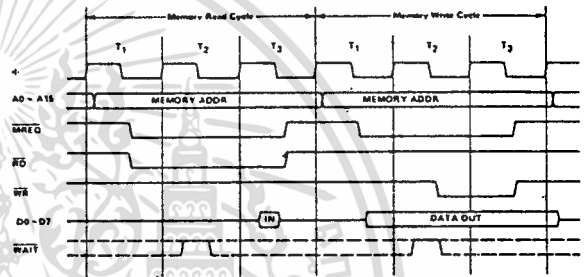 Memory Read Cycle Memory Write Cycle
T1 T2 T3 T1 T2 T3
Φ
A0 ~ A15 MEMORY ADDR MEMORY ADDR
MREQ
RD
WR
D0 ~ D7 IN DATA OUT
WAIT